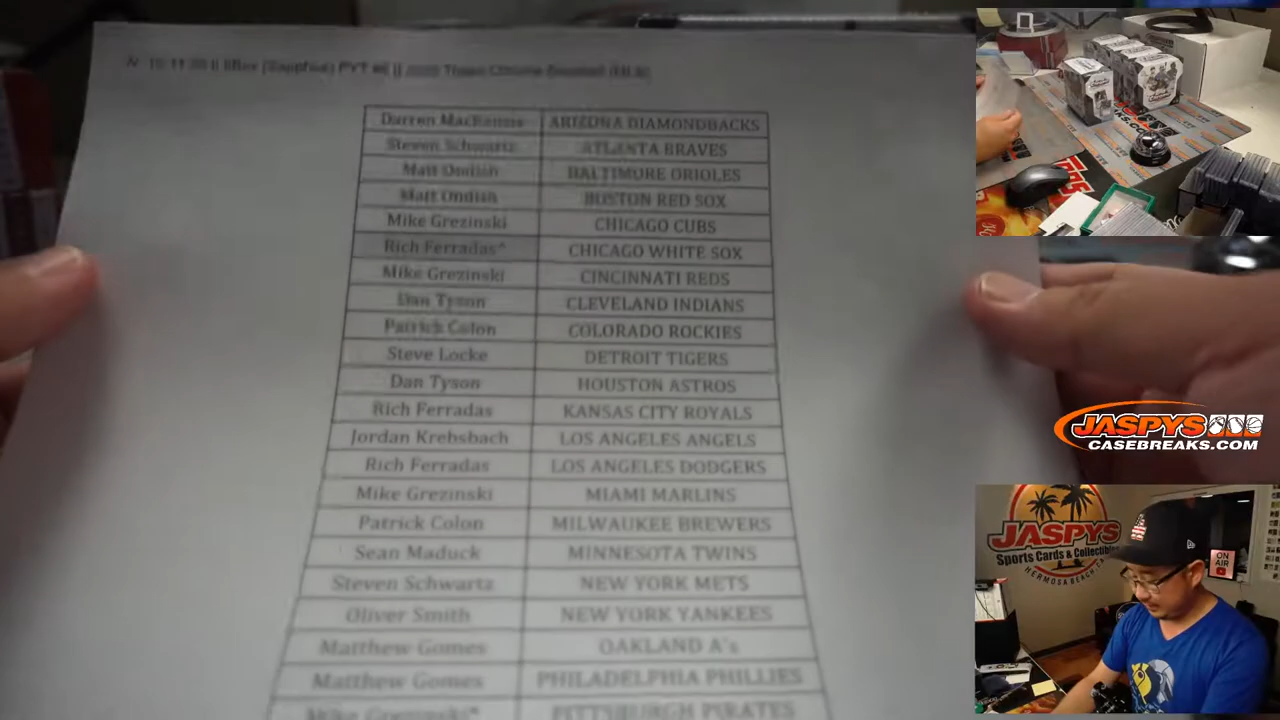 Darren MacKennis ARIZONA DIAMONDBACKS
Steven Schwartz ATLANTA BRAVES
Matt Ondish BALTIMORE ORIOLES
Matt Ondish BOSTON RED SOX
Mike Grezinski CHICAGO CUBS
Rich Ferradas^ CHICAGO WHITE SOX
Mike Grezinski CINCINNATI REDS
Dan Tyson CLEVELAND INDIANS
Patrick Colon COLORADO ROCKIES
Steve Locke DETROIT TIGERS
Dan Tyson HOUSTON ASTROS
Rich Ferradas KANSAS CITY ROYALS
Jordan Krebsbach LOS ANGELES ANGELS
Rich Ferradas LOS ANGELES DODGERS
Mike Grezinski MIAMI MARLINS
Patrick Colon MILWAUKEE BREWERS
Sean Maduck MINNESOTA TWINS
Steven Schwartz NEW YORK METS
Oliver Smith NEW YORK YANKEES
Matthew Gomes OAKLAND A's
Matthew Gomes PHILADELPHIA PHILLIES
Mike PITTSBURGH PIRATES
JASPYS
CASEBREAKS.COM
JASPYS
Sports Cards & Collectibles
HERMOSA BEACH, CA
ON AIR